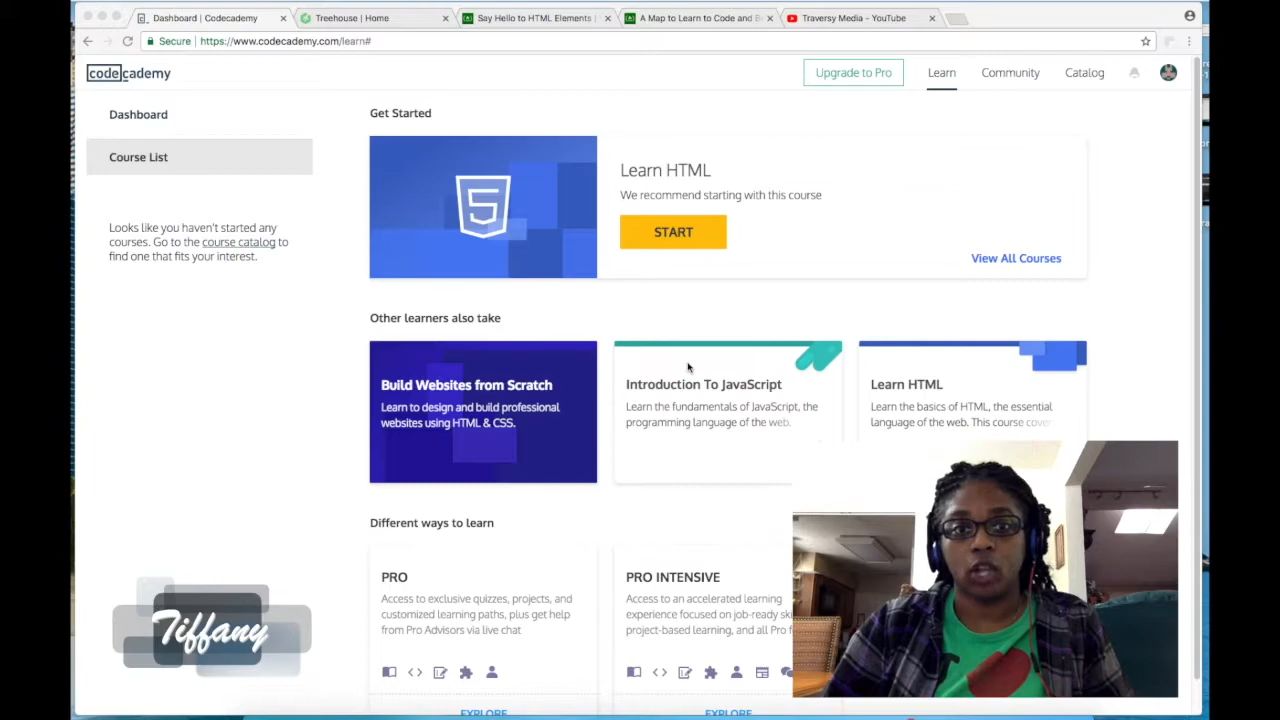 Dashboard | Codecademy
Treehouse | Home
Say Hello to HTML Elements |
A Map to Learn to Code and B
Traversy Media - YouTube
Secure
https://www.codecademy.com/learn#
codecademy
Upgrade to Pro
Learn
Community
Catalog
Dashboard
Course List
Looks like you haven't started any
courses. Go to the course catalog to
find one that fits your interest.
Get Started
Learn HTML
We recommend starting with this course
START
View All Courses
Other learners also take
Build Websites from Scratch
Learn to design and build professional
websites using HTML & CSS.
Introduction To JavaScript
Learn the fundamentals of JavaScript, the
programming language of the web.
Learn HTML
Learn the basics of HTML, the essential
language of the web. This course cover
Different ways to learn
PRO
Access to exclusive quizzes, projects, and
customized learning paths, plus get help
from Pro Advisors via live chat
EXPLORE
PRO INTENSIVE
Access to an accelerated learning
experience focused on job-ready ski
project-based learning, and all Pro f
EXPLORE
Tiffany